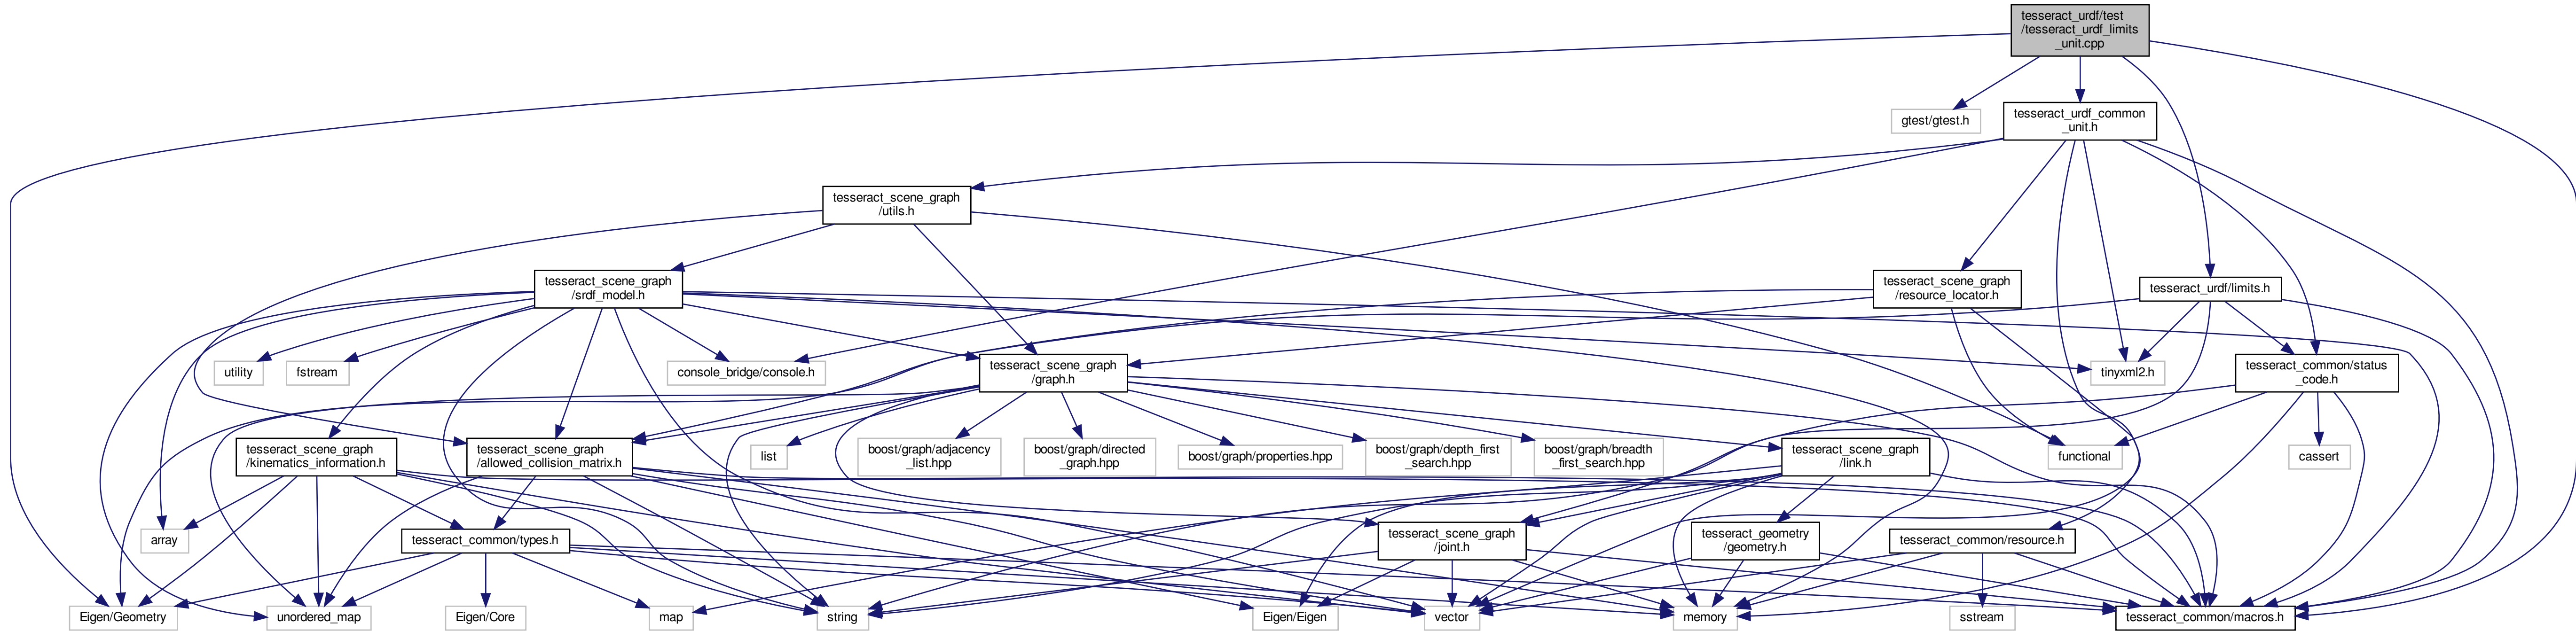 tesseract_urdf/test
/tesseract_urdf_limits
_unit.cpp
gtest/gtest.h
tesseract_urdf_common
_unit.h
tesseract_scene_graph
/utils.h
tesseract_scene_graph
/srdf_model.h
tesseract_scene_graph
/resource_locator.h
tesseract_urdf/limits.h
utility
fstream
console_bridge/console.h
tesseract_scene_graph
/graph.h
tinyxml2.h
tesseract_common/status
_code.h
tesseract_scene_graph
/kinematics_information.h
tesseract_scene_graph
/allowed_collision_matrix.h
list
boost/graph/adjacency
_list.hpp
boost/graph/directed
_graph.hpp
boost/graph/properties.hpp
boost/graph/depth_first
_search.hpp
boost/graph/breadth
_first_search.hpp
tesseract_scene_graph
/link.h
functional
cassert
array
tesseract_common/types.h
tesseract_scene_graph
/joint.h
tesseract_geometry
/geometry.h
tesseract_common/resource.h
Eigen/Geometry
unordered_map
Eigen/Core
map
string
Eigen/Eigen
vector
memory
sstream
tesseract_common/macros.h